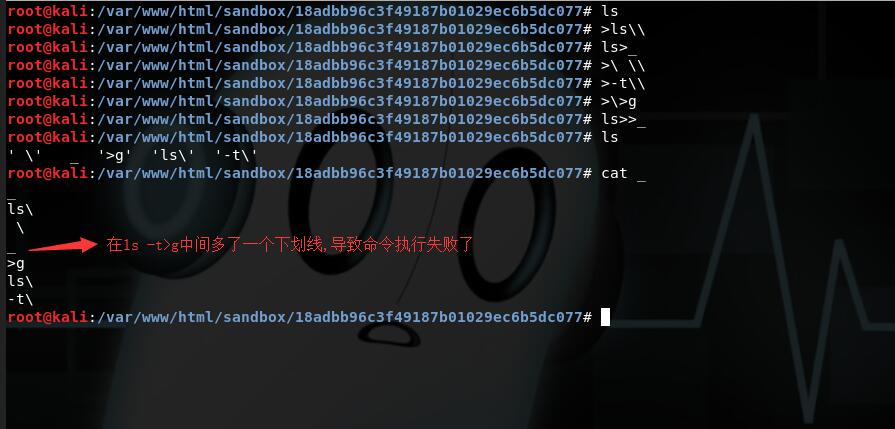 root@kali:/var/www/html/sandbox/18adbb96c3f49187b01029ec6b5dc077# ls
root@kali:/var/www/html/sandbox/18adbb96c3f49187b01029ec6b5dc077# >ls\\
root@kali:/var/www/html/sandbox/18adbb96c3f49187b01029ec6b5dc077# ls>_
root@kali:/var/www/html/sandbox/18adbb96c3f49187b01029ec6b5dc077# >\ \\
root@kali:/var/www/html/sandbox/18adbb96c3f49187b01029ec6b5dc077# >-t\\
root@kali:/var/www/html/sandbox/18adbb96c3f49187b01029ec6b5dc077# >\>g
root@kali:/var/www/html/sandbox/18adbb96c3f49187b01029ec6b5dc077# ls>>_
root@kali:/var/www/html/sandbox/18adbb96c3f49187b01029ec6b5dc077# ls
' \'   _  '>g'  'ls\'  '-t\'
root@kali:/var/www/html/sandbox/18adbb96c3f49187b01029ec6b5dc077# cat _
_
ls\
 \
_ 在ls -t>g中间多了一个下划线,导致命令执行失败了
>g
ls\
-t\
root@kali:/var/www/html/sandbox/18adbb96c3f49187b01029ec6b5dc077#